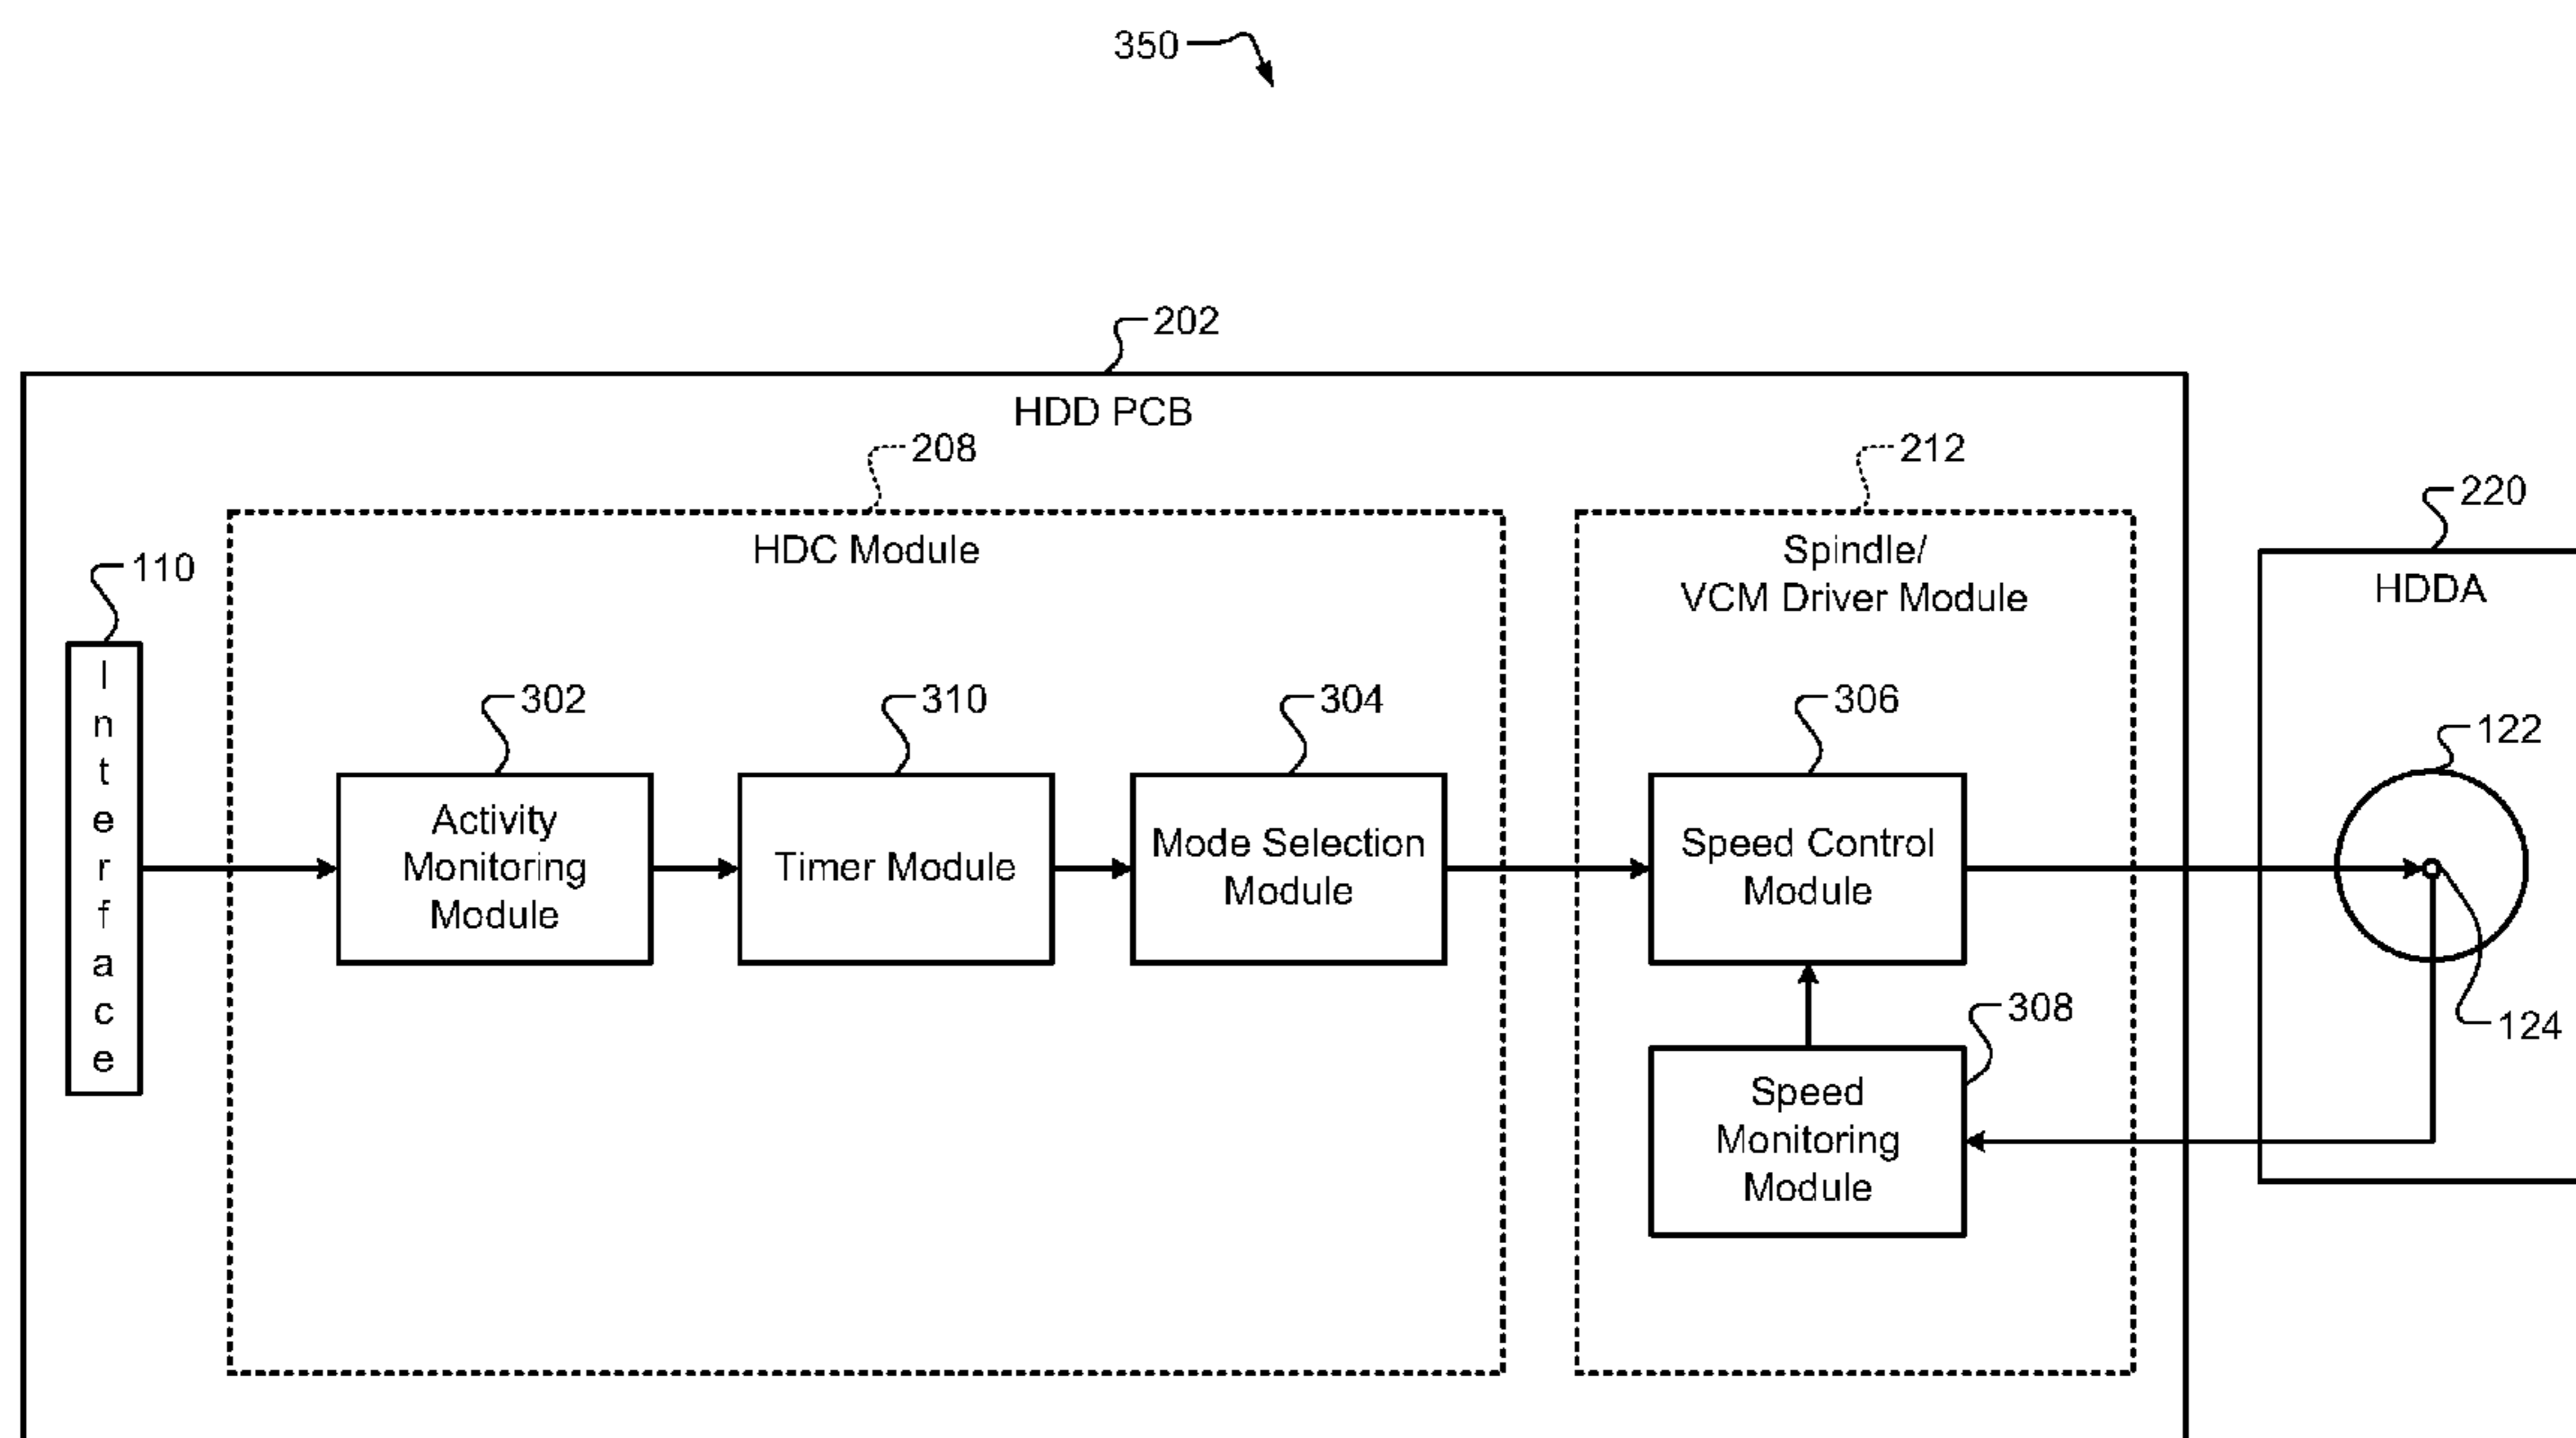 350
202
HDD PCB
208
212
220
HDC Module
Spindle/
VCM Driver Module
HDDA
110
Interface
302
310
304
306
122
Activity
Monitoring
Module
Timer Module
Mode Selection
Module
Speed Control
Module
308
124
Speed
Monitoring
Module